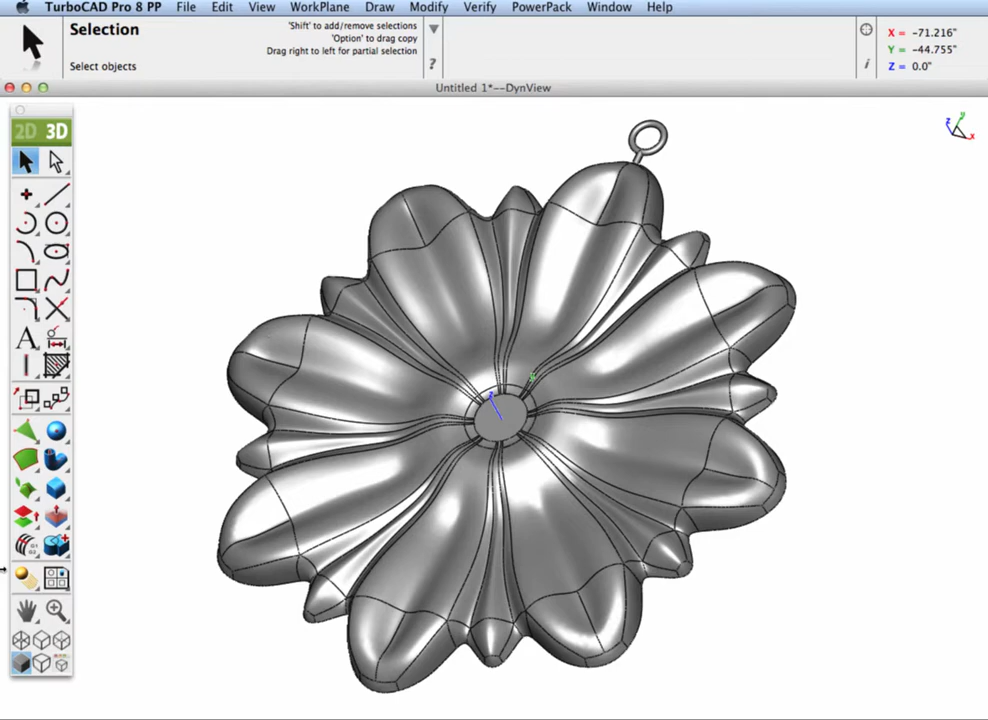 TurboCAD Pro 8 PP File Edit View WorkPlane Draw Modify Verify PowerPack Window Help
Selection
Select objects
'Shift' to add/remove selections
'Option' to drag copy
Drag right to left for partial selection
?
i
X = -71.216"
Y = -44.755"
Z = 0.0"
Untitled 1*--DynView
2D 3D
A
z y x